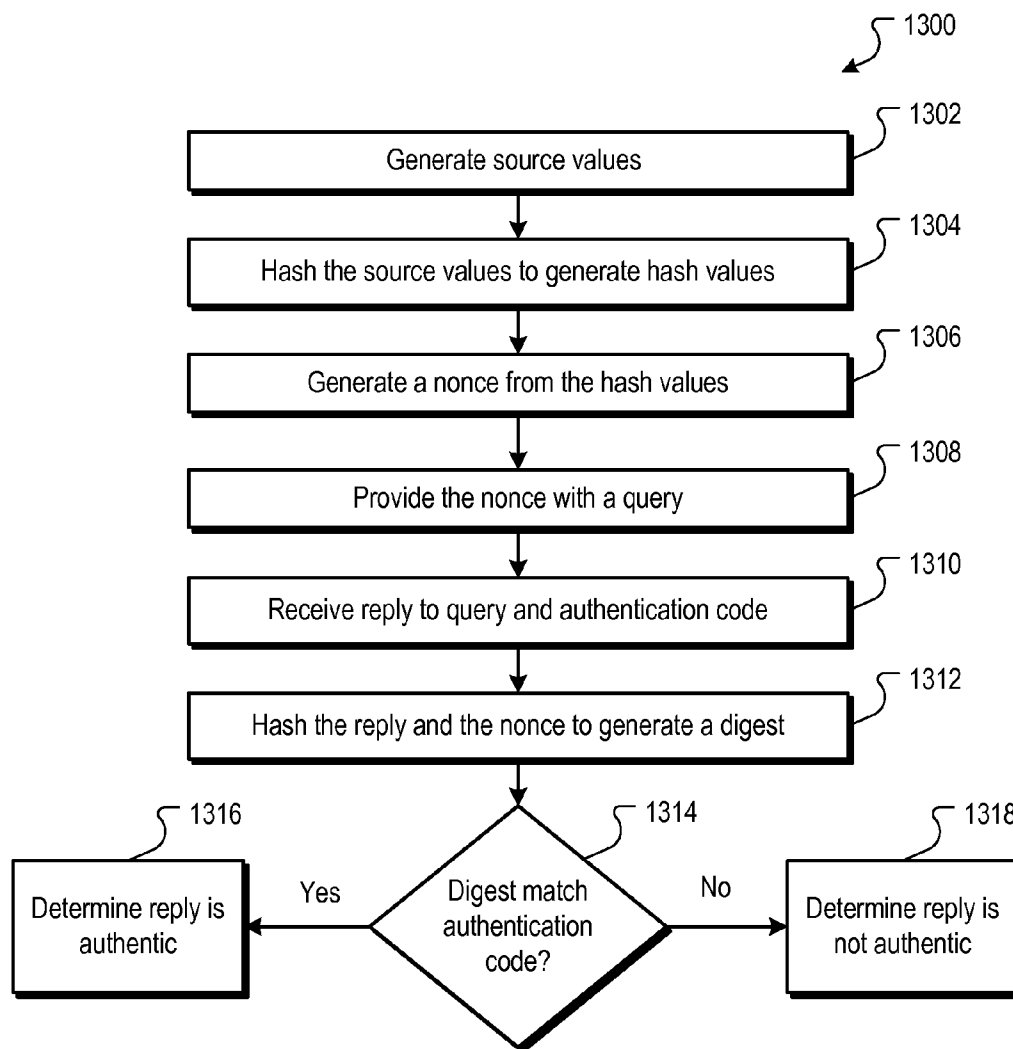 1300
1302
Generate source values
1304
Hash the source values to generate hash values
1306
Generate a nonce from the hash values
1308
Provide the nonce with a query
1310
Receive reply to query and authentication code
1312
Hash the reply and the nonce to generate a digest
1316
1314
1318
Yes
No
Determine reply is
authentic
Digest match
authentication
code?
Determine reply is
not authentic